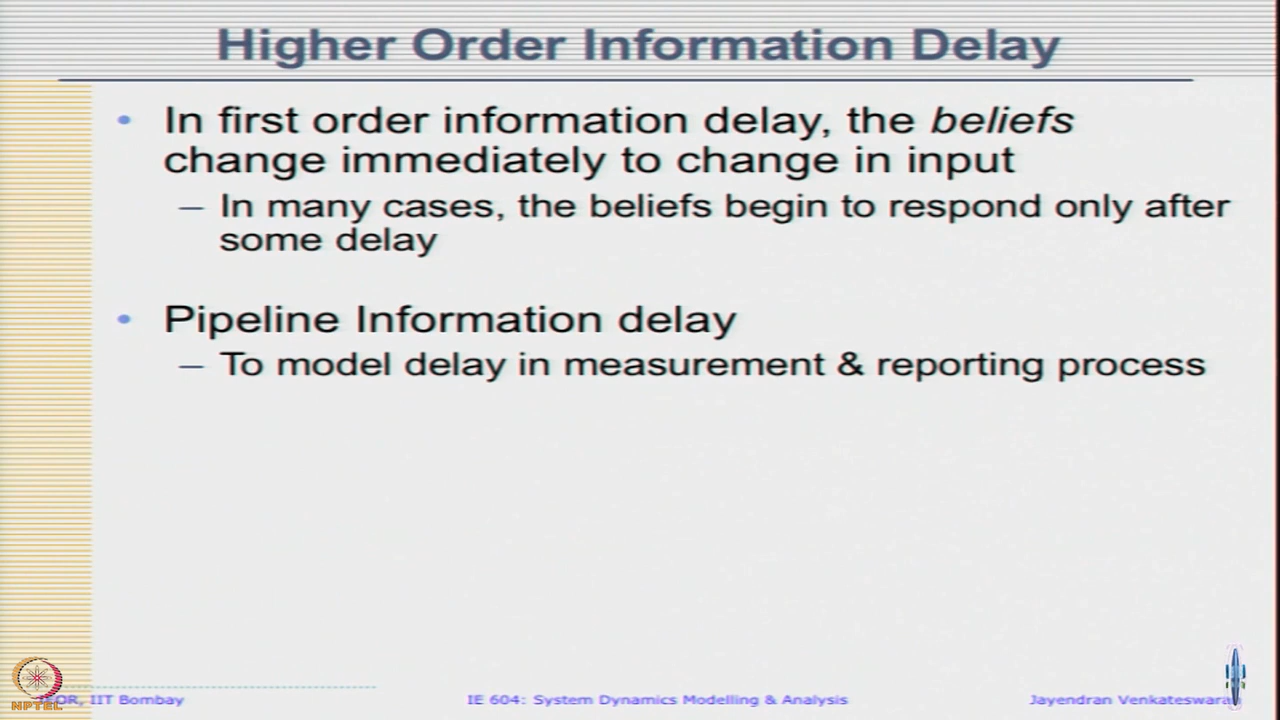 Higher Order Information Delay
• In first order information delay, the beliefs
change immediately to change in input
– In many cases, the beliefs begin to respond only after
some delay
• Pipeline Information delay
– To model delay in measurement & reporting process
IIT Bombay
IE 604: System Dynamics Modelling & Analysis
Jayendran
NPTEL